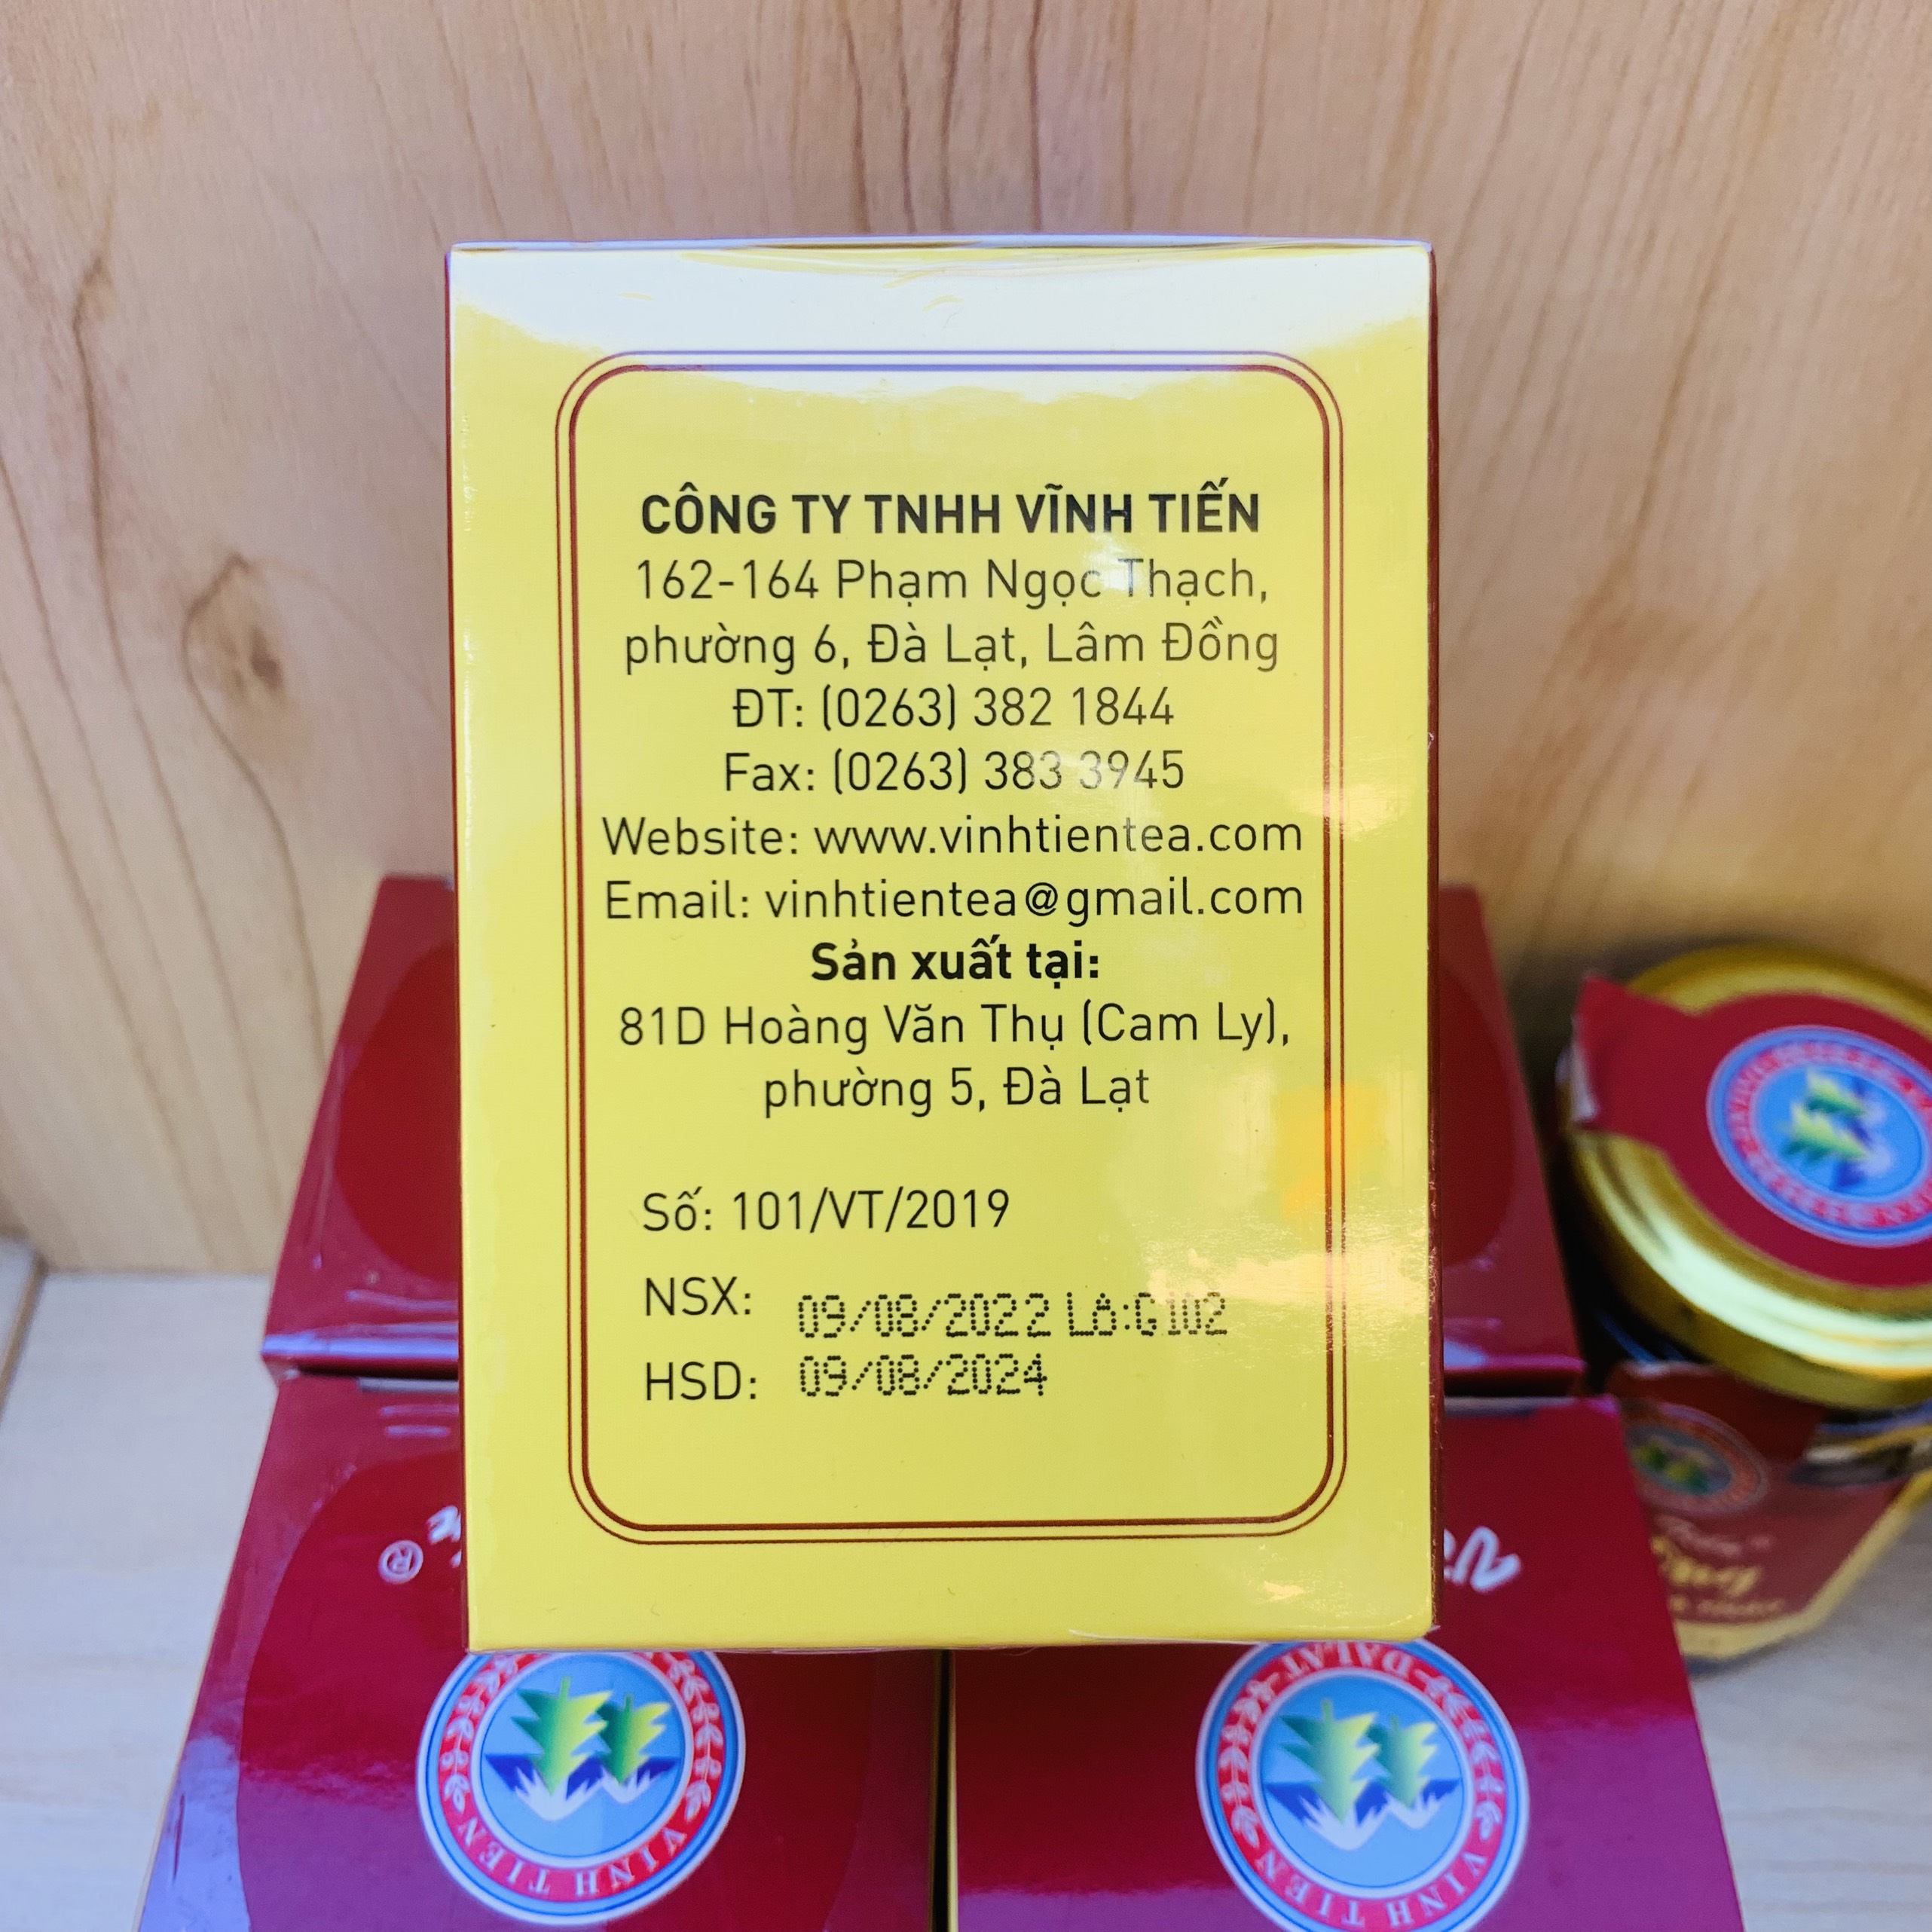 CÔNG TY TNHH VĨNH TIẾN
162-164 Phạm Ngọc Thạch,
phường 6, Đà Lạt, Lâm Đồng
ĐT: (0263) 382 1844
Fax: (0263) 383 3945
Website: www.vinhtientea.com
Email: vinhtientea@gmail.com
Sản xuất tại:
81D Hoàng Văn Thụ (Cam Ly),
phường 5, Đà Lạt
Số: 101/VT/2019
NSX: 09/08/2022 LÔ:G102
HSD: 09/08/2024
®
VINH TIEN
VINH TIEN - DALAT -